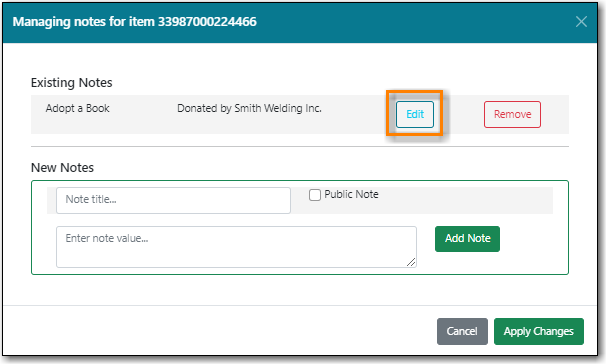 Managing notes for item 33987000224466
Existing Notes
Adopt a Book Donated by Smith Welding Inc. Edit Remove
New Notes
Note title... Public Note
Enter note value... Add Note
Cancel Apply Changes